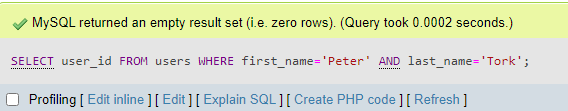 MySQL returned an empty result set (i.e. zero rows). (Query took 0.0002 seconds.)
SELECT user_id FROM users WHERE first_name='Peter' AND last_name='Tork';
Profiling [ Edit inline ] [ Edit ] [ Explain SQL ] [ Create PHP code ] [ Refresh ]